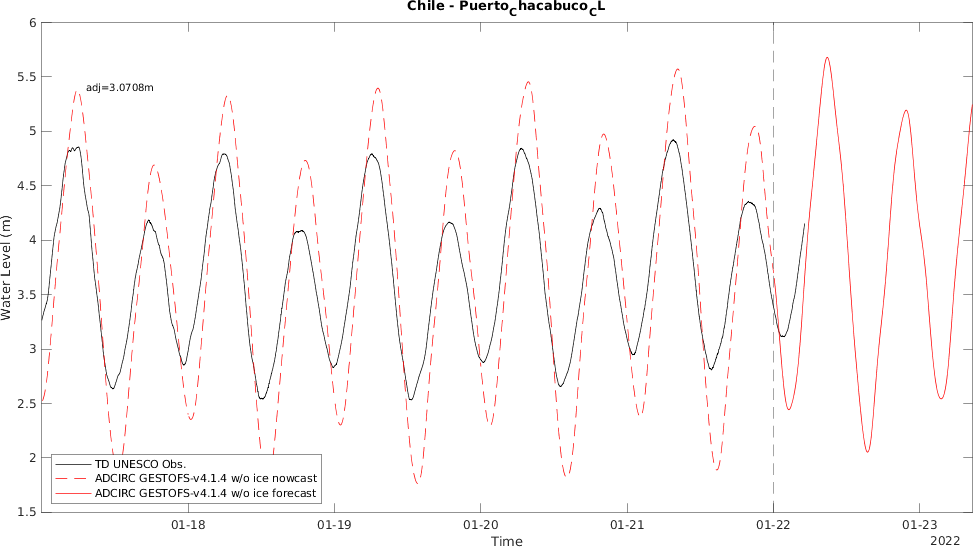 Chile - Puerto_Chacabuco_CL
6
adj=3.0708m
5.5
5
4.5
4
3.5
3
2.5
2
1.5
Water Level (m)
TD UNESCO Obs.
ADCIRC GESTOFS-v4.1.4 w/o ice nowcast
ADCIRC GESTOFS-v4.1.4 w/o ice forecast
01-18 01-19 01-20 01-21 01-22 01-23
Time
2022